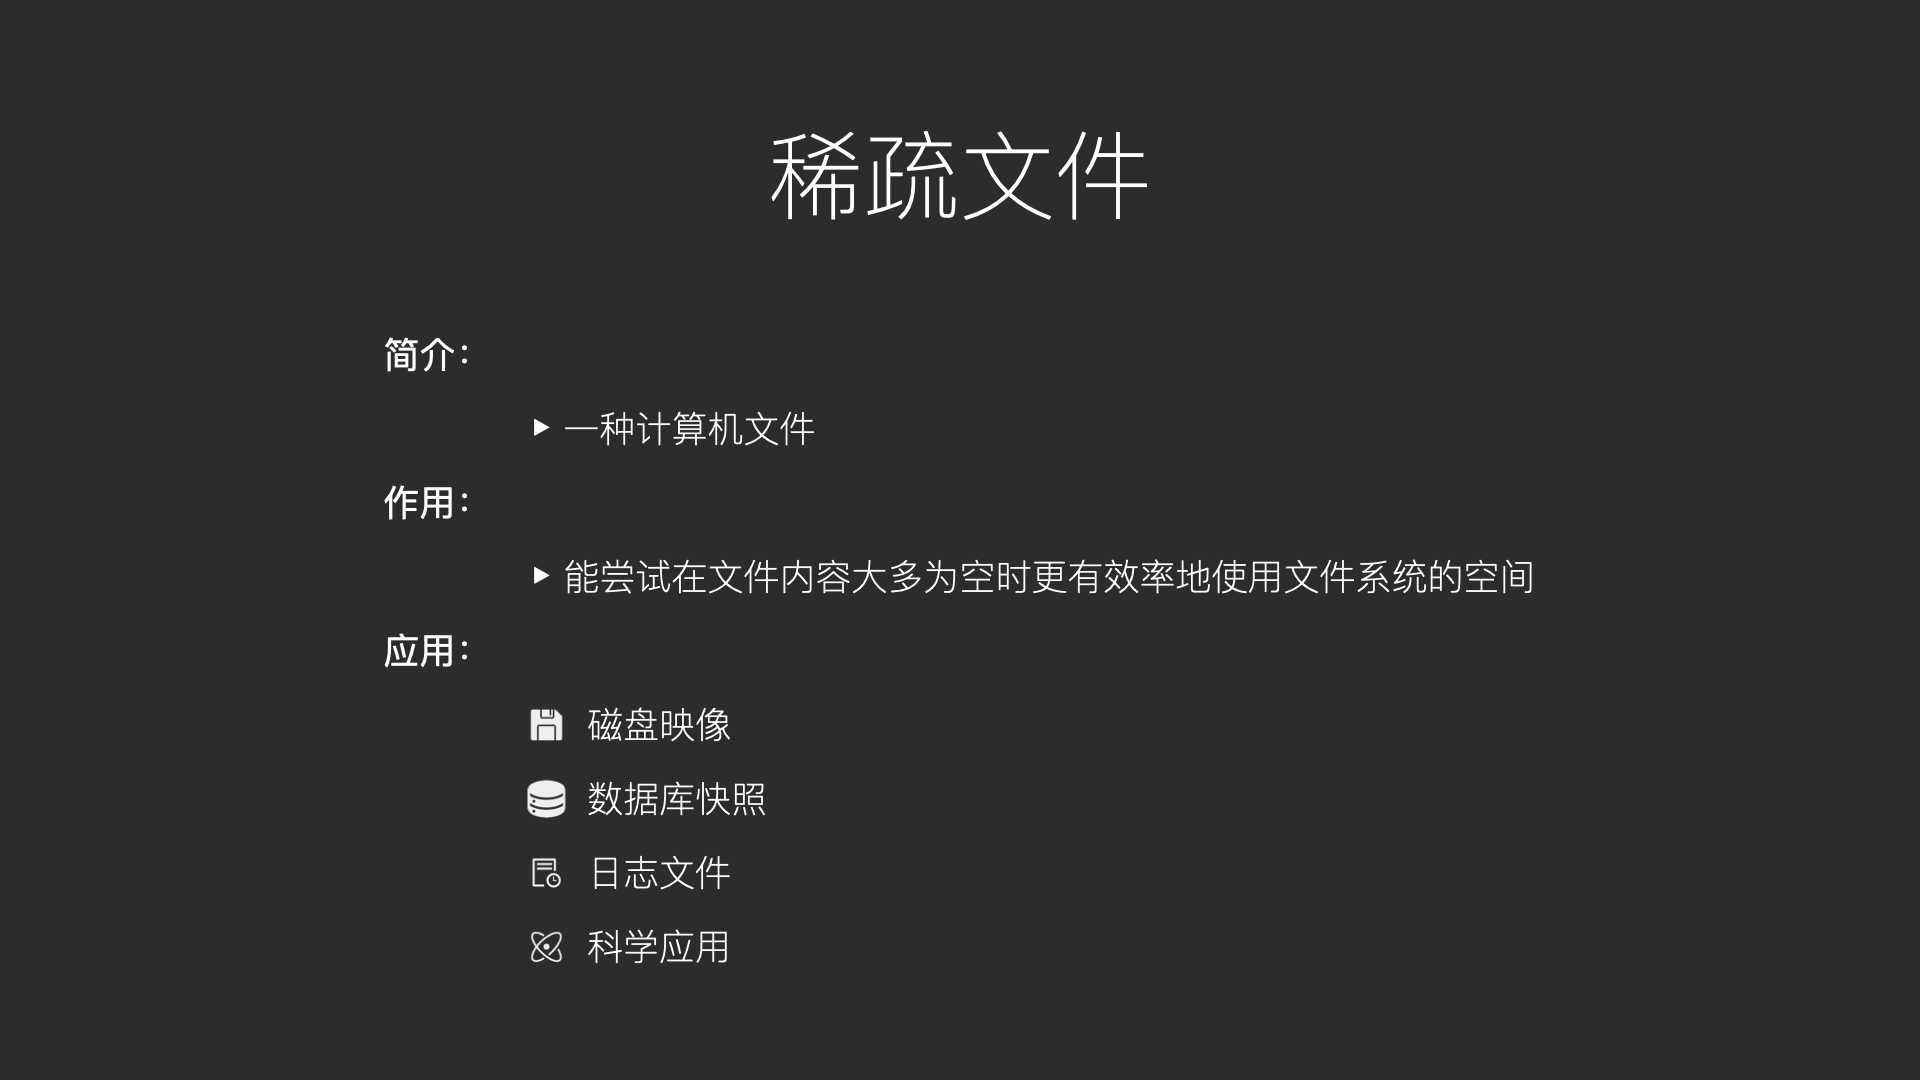 稀疏文件
简介：
▶ 一种计算机文件
作用：
▶ 能尝试在文件内容大多为空时更有效率地使用文件系统的空间
应用：
磁盘映像
数据库快照
日志文件
科学应用